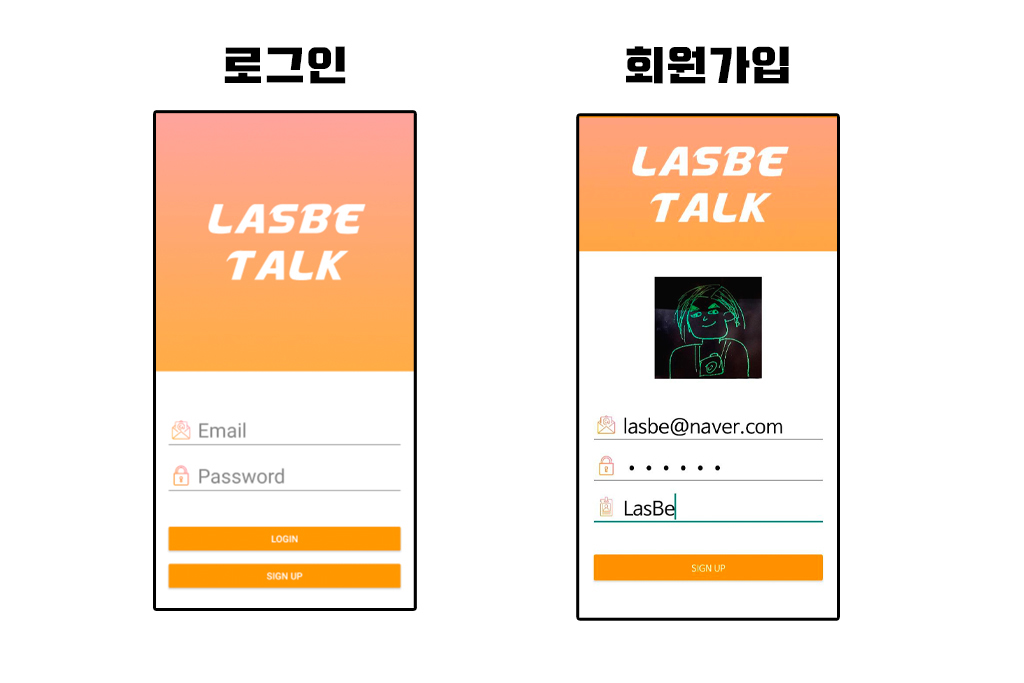 로그인
LASBE
TALK
Email
Password
LOGIN
SIGN UP
회원가입
LASBE
TALK
lasbe@naver.com
••••••
LasBe
SIGN UP